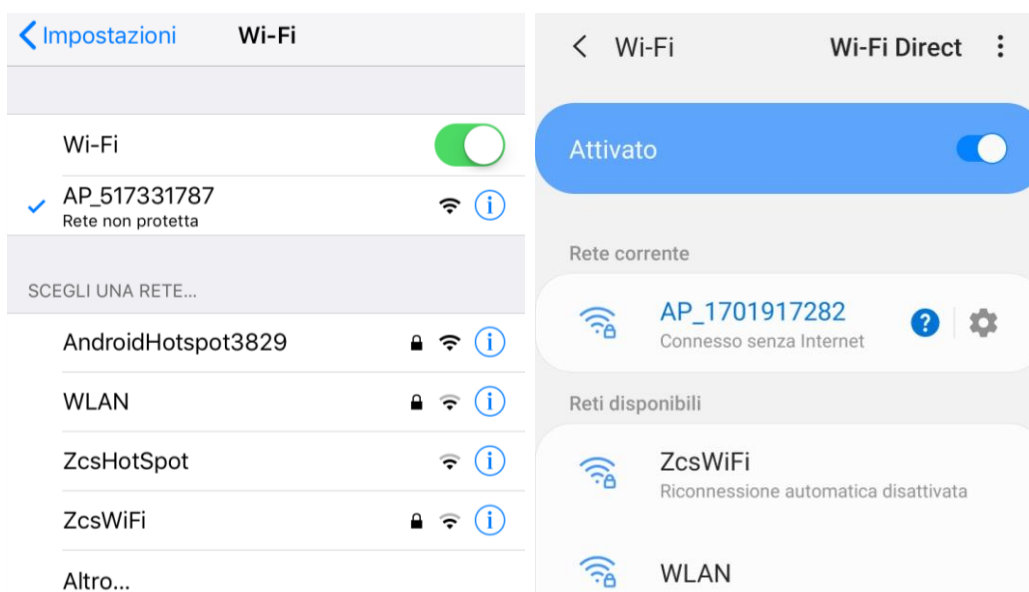 Impostazioni
Wi-Fi
Wi-Fi
AP_517331787
Rete non protetta
SCEGLI UNA RETE...
AndroidHotspot3829
WLAN
ZcsHotSpot
ZcsWiFi
Altro...
Wi-Fi
Wi-Fi Direct
Attivato
Rete corrente
AP_1701917282
Connesso senza Internet
Reti disponibili
ZcsWiFi
Riconnessione automatica disattivata
WLAN